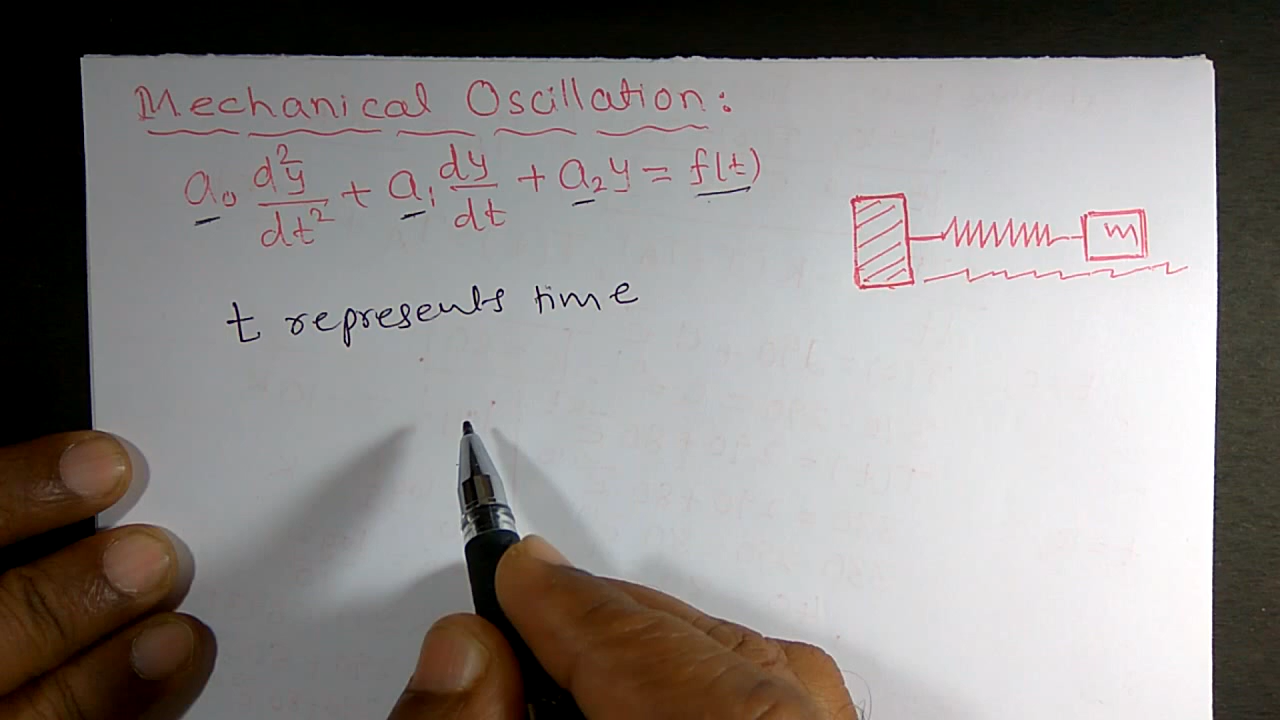 Mechanical Oscillation:
a₀ d²y/dt² + a₁ dy/dt + a₂y = f(t)
m
t represents time